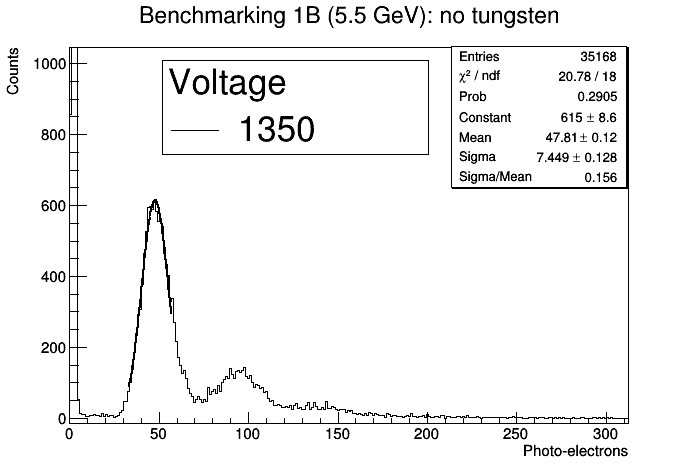 Benchmarking 1B (5.5 GeV): no tungsten
Counts
1000
800
600
400
200
0
Voltage
1350
Entries 35168
χ² / ndf 20.78 / 18
Prob 0.2905
Constant 615 ± 8.6
Mean 47.81 ± 0.12
Sigma 7.449 ± 0.128
Sigma/Mean 0.156
0 50 100 150 200 250 300
Photo-electrons